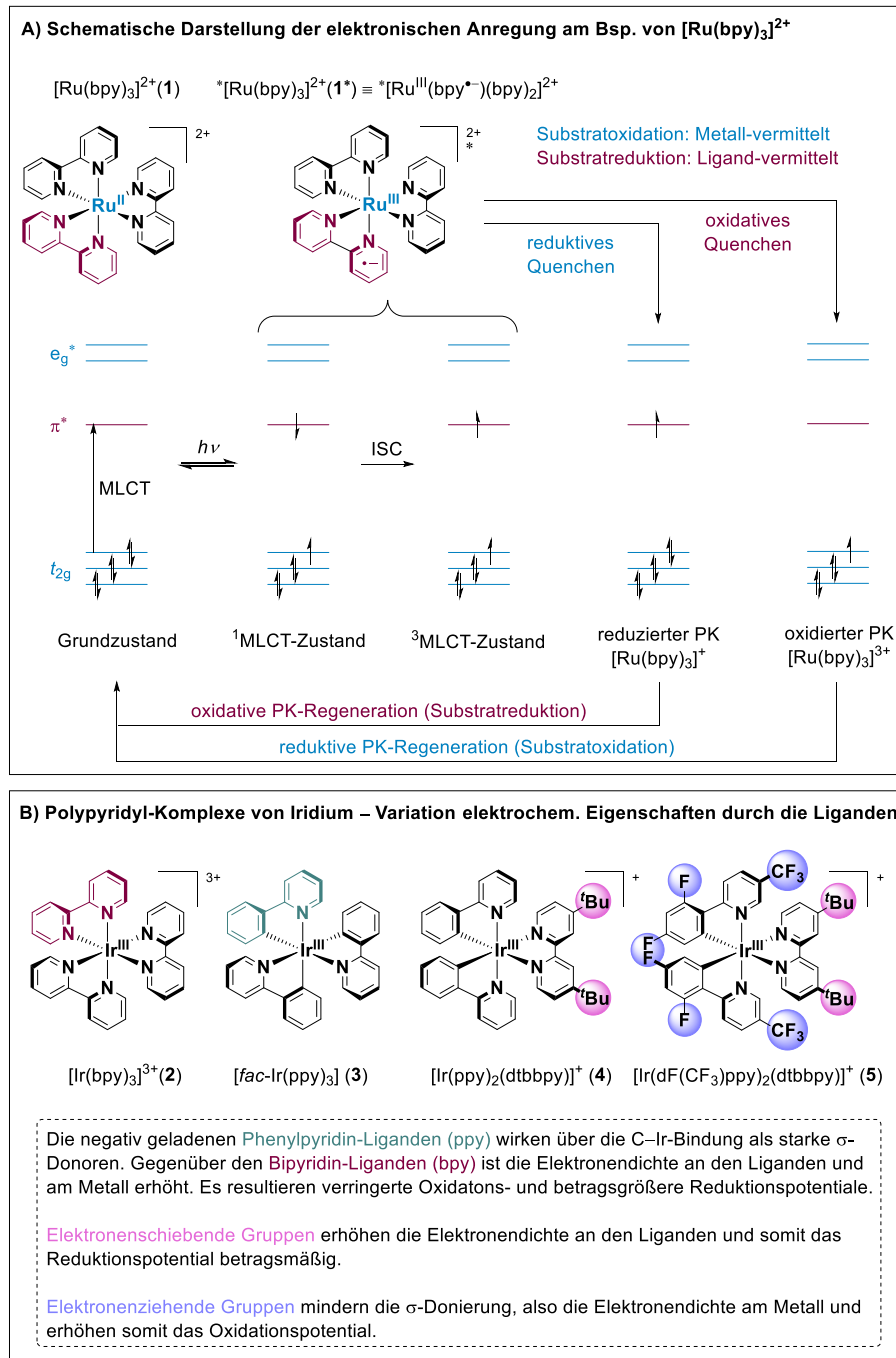 A) Schematische Darstellung der elektronischen Anregung am Bsp. von [Ru(bpy)₃]²⁺
[Ru(bpy)₃]²⁺(1) *[Ru(bpy)₃]²⁺(1*) ≡ *[Ruᴵᴵᴵ(bpy•⁻)(bpy)₂]²⁺
2+
2+
*
Substratoxidation: Metall-vermittelt
Substratreduktion: Ligand-vermittelt
N N N Ruᴵᴵ N N N
N N N Ruᴵᴵᴵ N N N
•–
reduktives
Quenchen
oxidatives
Quenchen
e_g*
π*
hν
ISC
MLCT
t₂g
Grundzustand
¹MLCT-Zustand
³MLCT-Zustand
reduzierter PK
[Ru(bpy)₃]⁺
oxidierter PK
[Ru(bpy)₃]³⁺
oxidative PK-Regeneration (Substratreduktion)
reduktive PK-Regeneration (Substratoxidation)
B) Polypyridyl-Komplexe von Iridium – Variation elektrochem. Eigenschaften durch die Liganden
3+
+
+
N N N Irᴵᴵᴵ N N N
N Irᴵᴵᴵ N N
ᵗBu N Irᴵᴵᴵ N N N ᵗBu
F CF₃ ᵗBu F N Irᴵᴵᴵ N N N F F CF₃ ᵗBu
[Ir(bpy)₃]³⁺(2)
[fac-Ir(ppy)₃] (3)
[Ir(ppy)₂(dtbbpy)]⁺ (4)
[Ir(dF(CF₃)ppy)₂(dtbbpy)]⁺ (5)
Die negativ geladenen Phenylpyridin-Liganden (ppy) wirken über die C–Ir-Bindung als starke σ-
Donoren. Gegenüber den Bipyridin-Liganden (bpy) ist die Elektronendichte an den Liganden und
am Metall erhöht. Es resultieren verringerte Oxidatons- und betragsgrößere Reduktionspotentiale.
Elektronenschiebende Gruppen erhöhen die Elektronendichte an den Liganden und somit das
Reduktionspotential betragsmäßig.
Elektronenziehende Gruppen mindern die σ-Donierung, also die Elektronendichte am Metall und
erhöhen somit das Oxidationspotential.